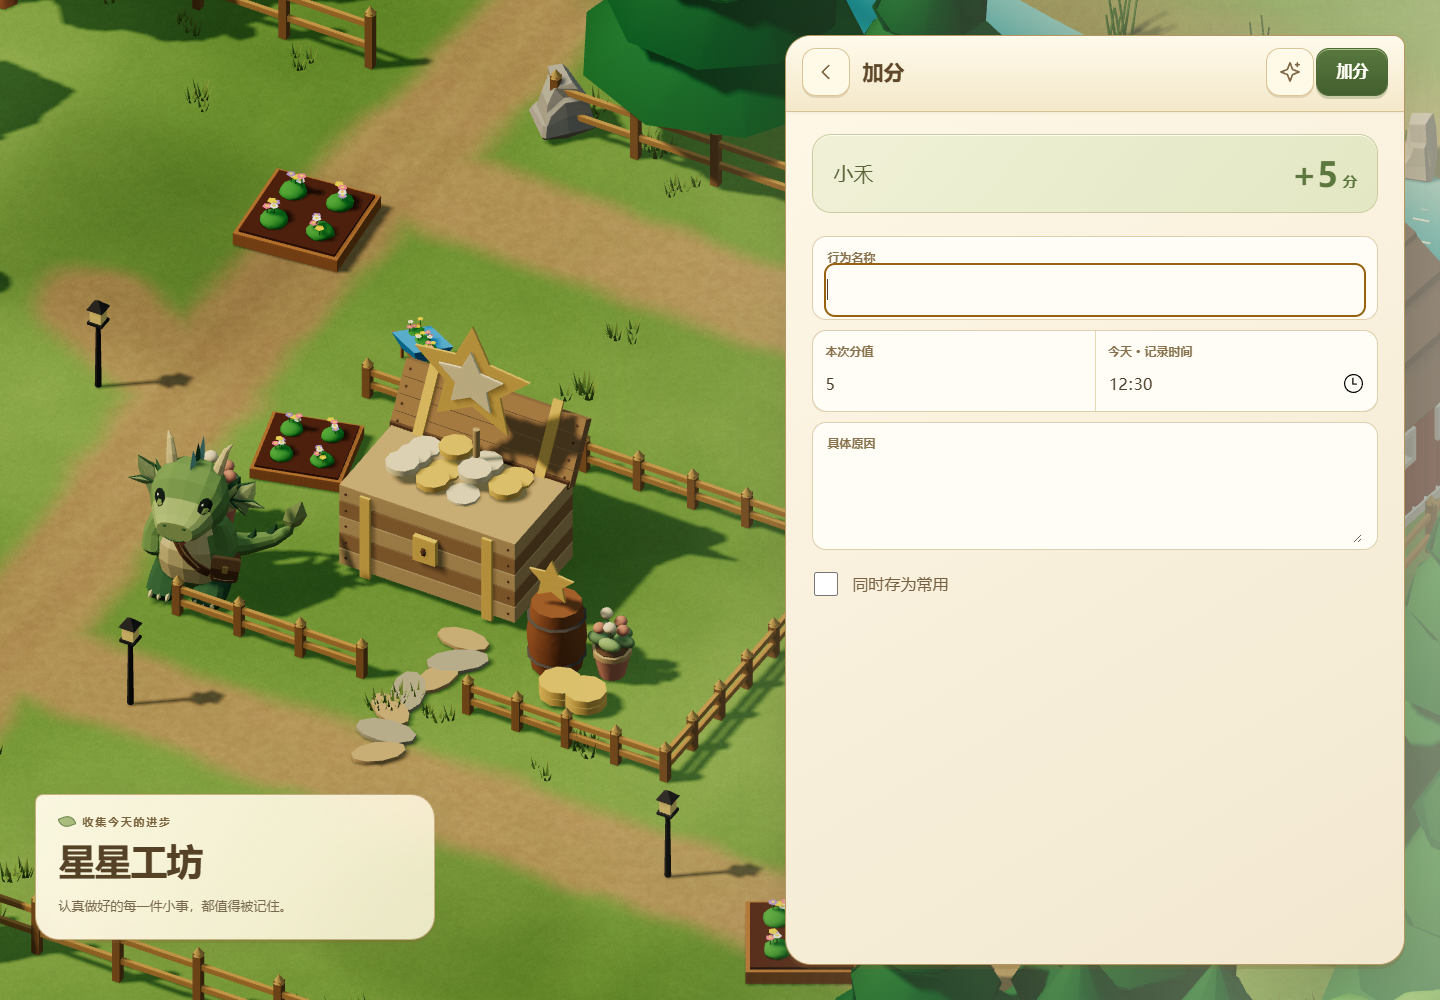 加分
加分
小禾
+5 分
行为名称
本次分值
5
今天·记录时间
12:30
具体原因
同时存为常用
收集今天的进步
星星工坊
认真做好的每一件小事，都值得被记住。